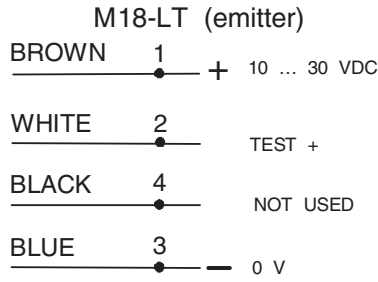 M18-LT (emitter)
BROWN 1 + 10 ... 30 VDC
WHITE 2 TEST +
BLACK 4 NOT USED
BLUE 3 – 0 V